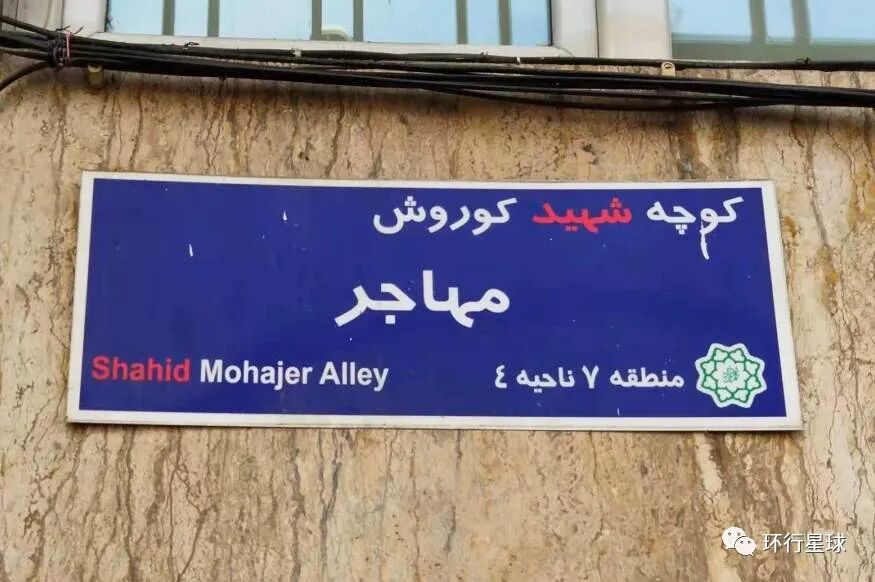 کوچه شهید کوروش
مهاجر
Shahid Mohajer Alley
منطقه ۷ ناحیه ٤
环行星球